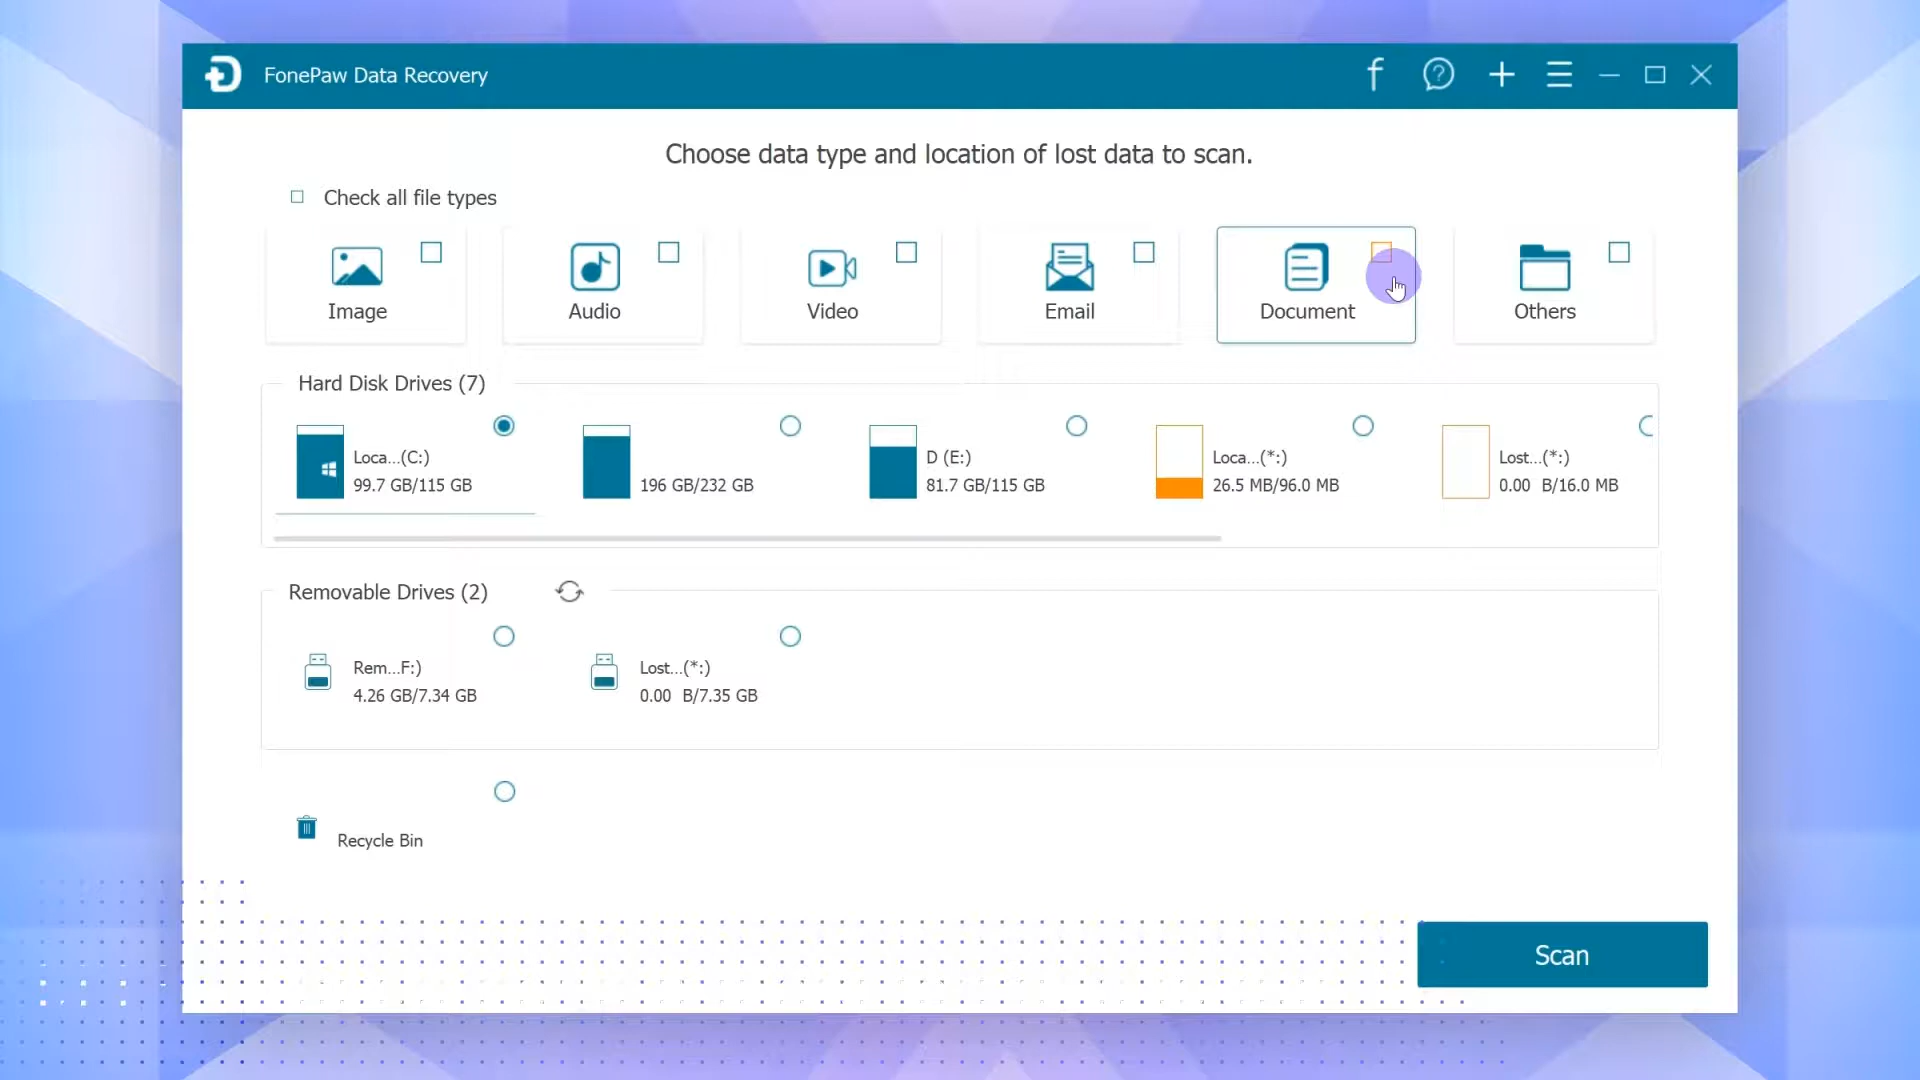 FonePaw Data Recovery
Choose data type and location of lost data to scan.
Check all file types
Image
Audio
Video
Email
Document
Others
Hard Disk Drives (7)
Loca...(C:)
99.7 GB/115 GB
196 GB/232 GB
D (E:)
81.7 GB/115 GB
Loca...(*:)
26.5 MB/96.0 MB
Lost...(*:)
0.00 B/16.0 MB
Removable Drives (2)
Rem...F:)
4.26 GB/7.34 GB
Lost...(*:)
0.00 B/7.35 GB
Recycle Bin
Scan